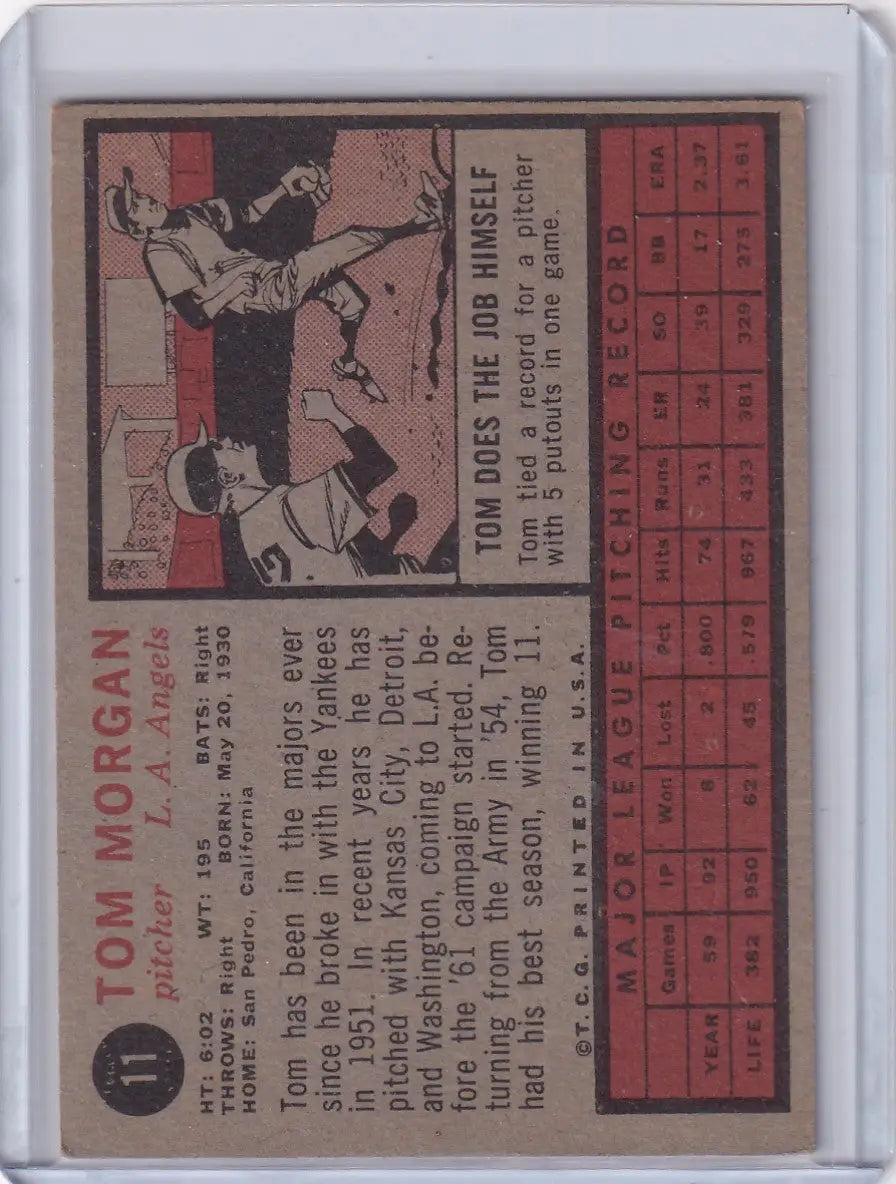 11
TOM MORGAN
pitcher L. A. Angels
HT: 6:02 WT: 195 BATS: Right
THROWS: Right BORN: May 20, 1930
HOME: San Pedro, California
Tom has been in the majors ever
since he broke in with the Yankees
in 1951. In recent years he has
pitched with Kansas City, Detroit,
and Washington, coming to L.A. be-
fore the '61 campaign started. Re-
turning from the Army in '54, Tom
had his best season, winning 11.
©T. C. G. PRINTED IN U.S.A.
5
TOM DOES THE JOB HIMSELF
Tom tied a record for a pitcher
with 5 putouts in one game.
MAJOR LEAGUE PITCHING RECORD
Games IP Won Lost Pct Hits Runs ER SO BB ERA
YEAR 59 92 8 2 .800 74 31 24 39 17 2.37
LIFE 382 950 62 45 .579 967 433 381 329 275 3.61